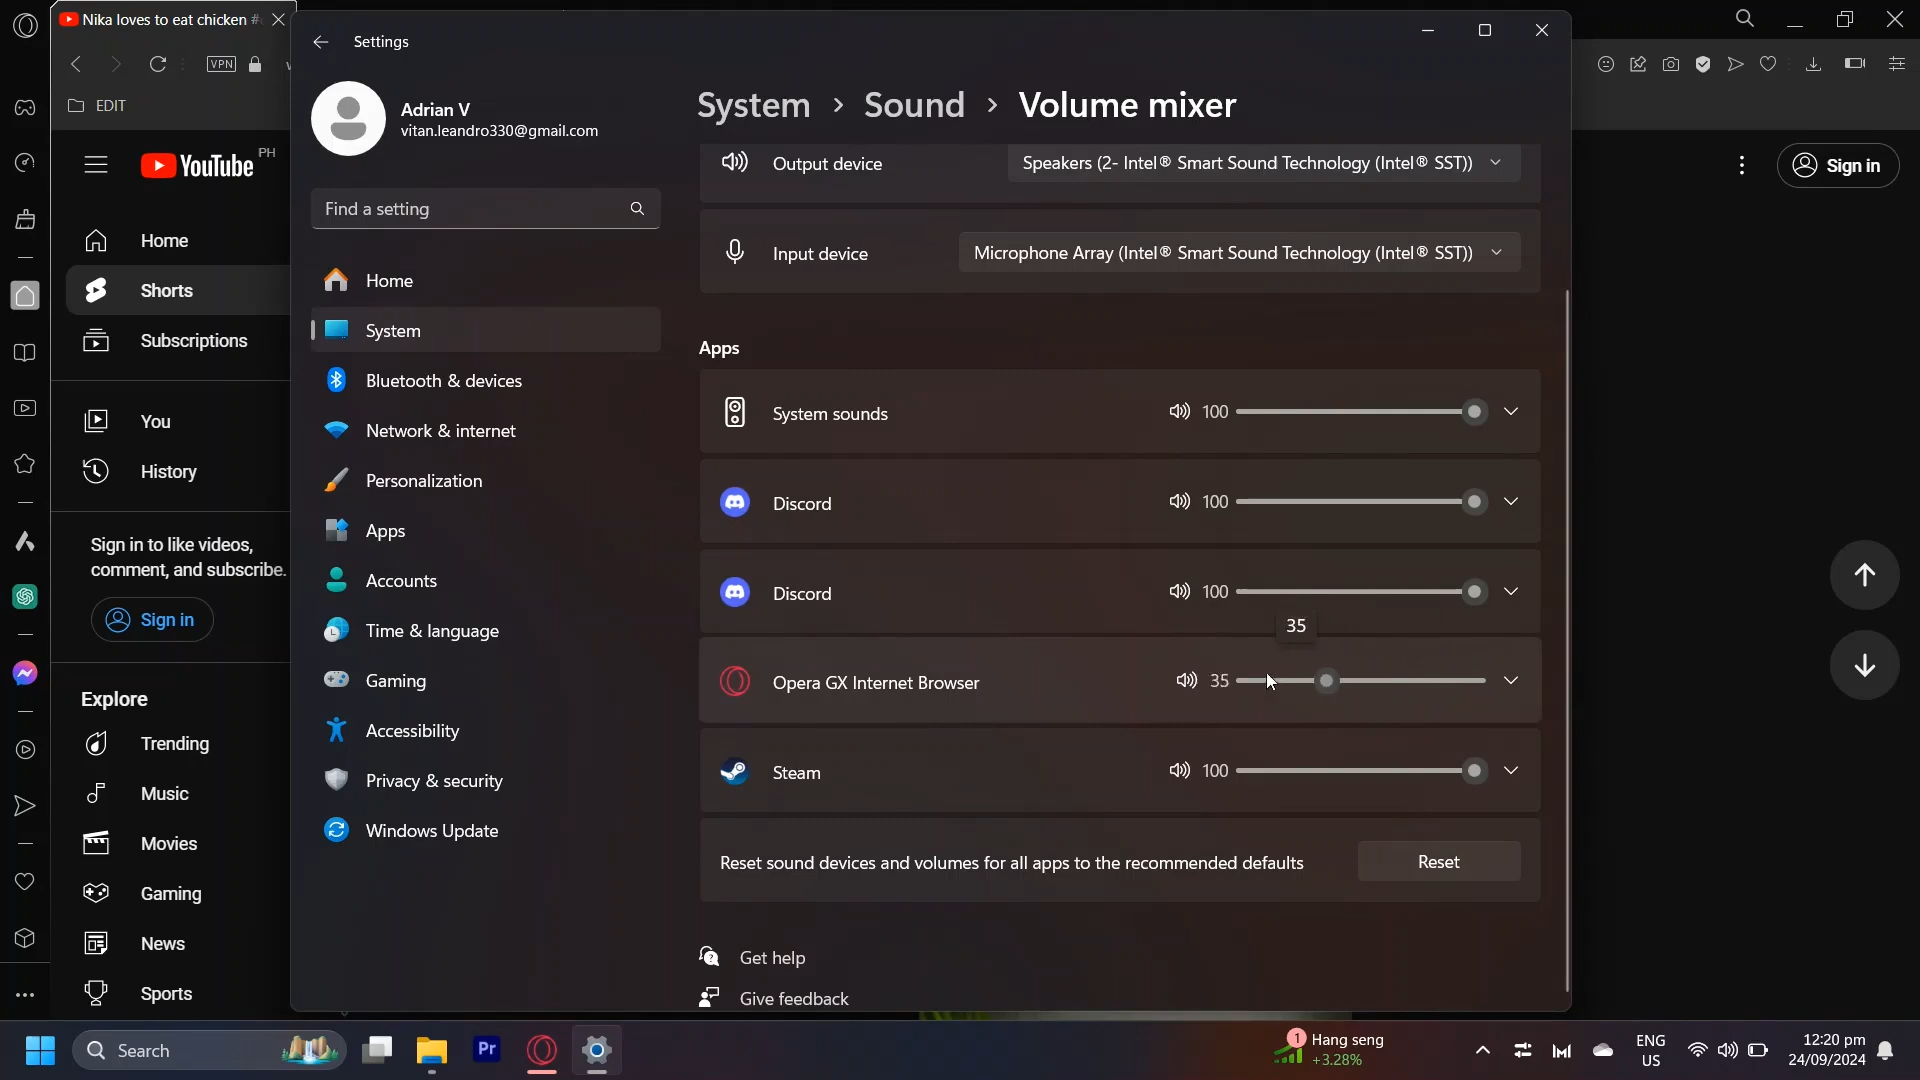 Nika loves to eat chicken #
Settings
VPN
EDIT
Adrian V
vitan.leandro330@gmail.com
System > Sound > Volume mixer
YouTube PH
Sign in
Find a setting
Output device
Speakers (2- Intel® Smart Sound Technology (Intel® SST))
Input device
Microphone Array (Intel® Smart Sound Technology (Intel® SST))
Home
Shorts
Subscriptions
You
History
Sign in to like videos,
comment, and subscribe.
Sign in
Explore
Trending
Music
Movies
Gaming
News
Sports
Home
System
Bluetooth & devices
Network & internet
Personalization
Apps
Accounts
Time & language
Gaming
Accessibility
Privacy & security
Windows Update
Apps
System sounds 100
Discord 100
Discord 100
35
Opera GX Internet Browser 35
Steam 100
Reset sound devices and volumes for all apps to the recommended defaults
Reset
Get help
Give feedback
Search
Pr
1
Hang seng
+3.28%
ENG
US
12:20 pm
24/09/2024